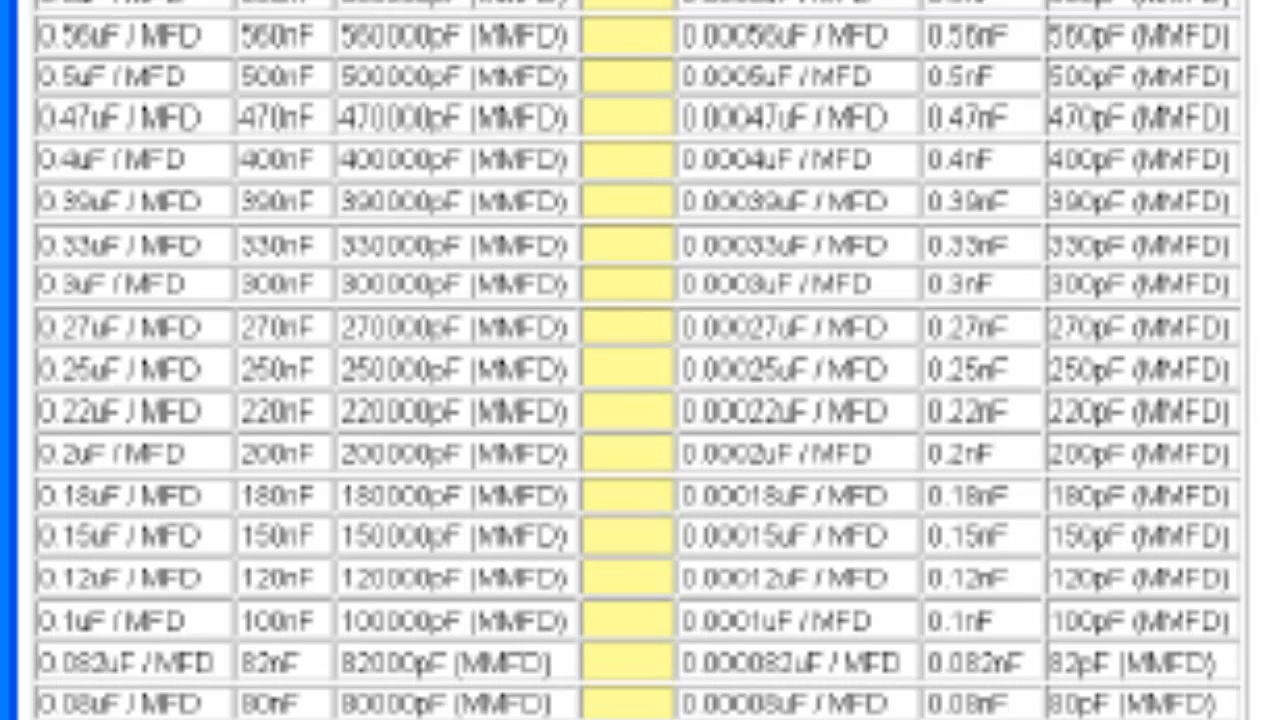 0.56uF / MFD 560nF 560000pF (MMFD) 0.00056uF / MFD 0.56nF 560pF (MMFD)
0.5uF / MFD 500nF 500000pF (MMFD) 0.0005uF / MFD 0.5nF 500pF (MMFD)
0.47uF / MFD 470nF 470000pF (MMFD) 0.00047uF / MFD 0.47nF 470pF (MMFD)
0.4uF / MFD 400nF 400000pF (MMFD) 0.0004uF / MFD 0.4nF 400pF (MMFD)
0.39uF / MFD 390nF 390000pF (MMFD) 0.00039uF / MFD 0.39nF 390pF (MMFD)
0.33uF / MFD 330nF 330000pF (MMFD) 0.00033uF / MFD 0.33nF 330pF (MMFD)
0.3uF / MFD 300nF 300000pF (MMFD) 0.0003uF / MFD 0.3nF 300pF (MMFD)
0.27uF / MFD 270nF 270000pF (MMFD) 0.00027uF / MFD 0.27nF 270pF (MMFD)
0.25uF / MFD 250nF 250000pF (MMFD) 0.00025uF / MFD 0.25nF 250pF (MMFD)
0.22uF / MFD 220nF 220000pF (MMFD) 0.00022uF / MFD 0.22nF 220pF (MMFD)
0.2uF / MFD 200nF 200000pF (MMFD) 0.0002uF / MFD 0.2nF 200pF (MMFD)
0.18uF / MFD 180nF 180000pF (MMFD) 0.00018uF / MFD 0.18nF 180pF (MMFD)
0.15uF / MFD 150nF 150000pF (MMFD) 0.00015uF / MFD 0.15nF 150pF (MMFD)
0.12uF / MFD 120nF 120000pF (MMFD) 0.00012uF / MFD 0.12nF 120pF (MMFD)
0.1uF / MFD 100nF 100000pF (MMFD) 0.0001uF / MFD 0.1nF 100pF (MMFD)
0.082uF / MFD 82nF 82000pF (MMFD) 0.000082uF / MFD 0.082nF 82pF (MMFD)
0.08uF / MFD 80nF 80000pF (MMFD) 0.00008uF / MFD 0.08nF 80pF (MMFD)